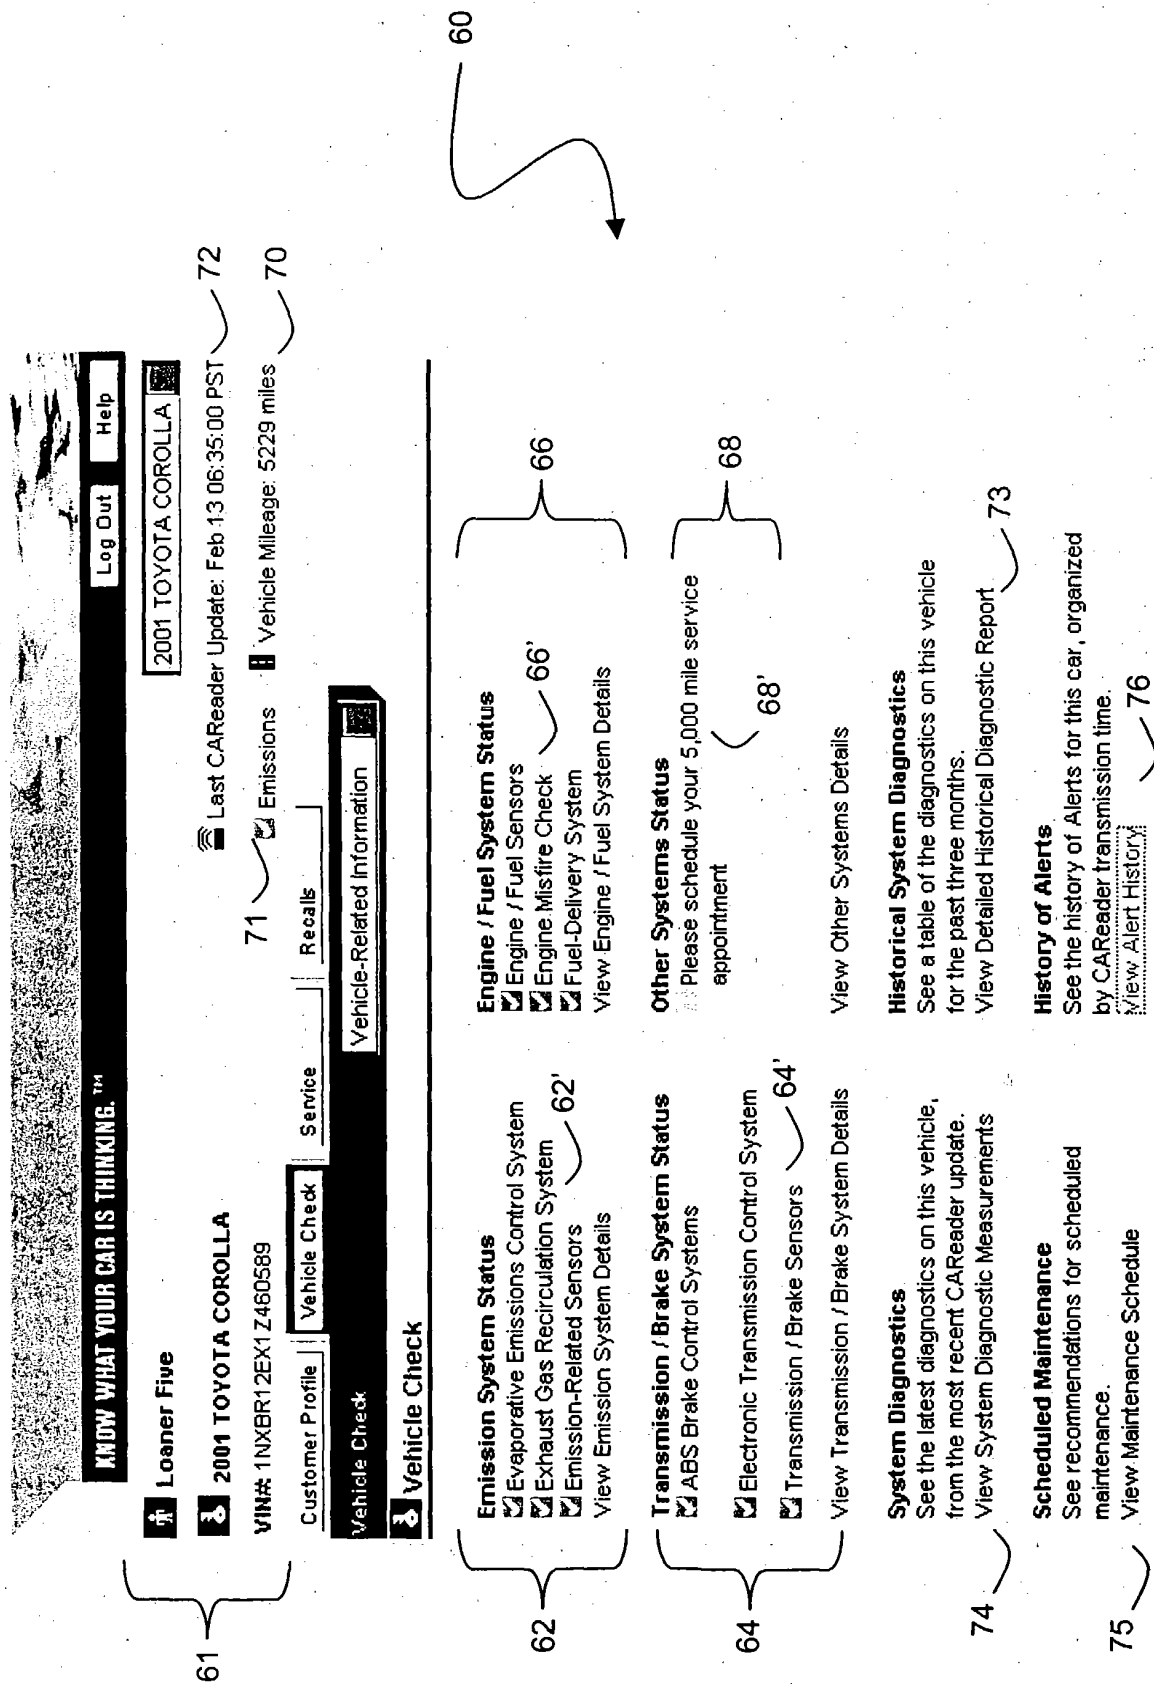 KNOW WHAT YOUR CAR IS THINKING.™
Log Out
Help
Loaner Five
2001 TOYOTA COROLLA
2001 TOYOTA COROLLA
Last CAReader Update: Feb 13 06:35:00 PST
72
VIN#: 1NXBR12EX1Z460589
71
Emissions
Vehicle Mileage: 5229 miles
70
61
Customer Profile
Vehicle Check
Service
Recalls
Vehicle Check
Vehicle-Related Information
Vehicle Check
60
Emission System Status
Evaporative Emissions Control System
Exhaust Gas Recirculation System
Emission-Related Sensors
View Emission System Details
62
62'
Engine / Fuel System Status
Engine / Fuel Sensors
Engine Misfire Check
Fuel-Delivery System
View Engine / Fuel System Details
66'
66
Transmission / Brake System Status
ABS Brake Control Systems
Electronic Transmission Control System
Transmission / Brake Sensors
View Transmission / Brake System Details
64
64'
Other Systems Status
Please schedule your 5,000 mile service
appointment
View Other Systems Details
68'
68
System Diagnostics
See the latest diagnostics on this vehicle,
from the most recent CAReader update.
View System Diagnostic Measurements
74
Historical System Diagnostics
See a table of the diagnostics on this vehicle
for the past three months.
View Detailed Historical Diagnostic Report
73
Scheduled Maintenance
See recommendations for scheduled
maintenance.
View Maintenance Schedule
75
History of Alerts
See the history of Alerts for this car, organized
by CAReader transmission time.
View Alert History
76